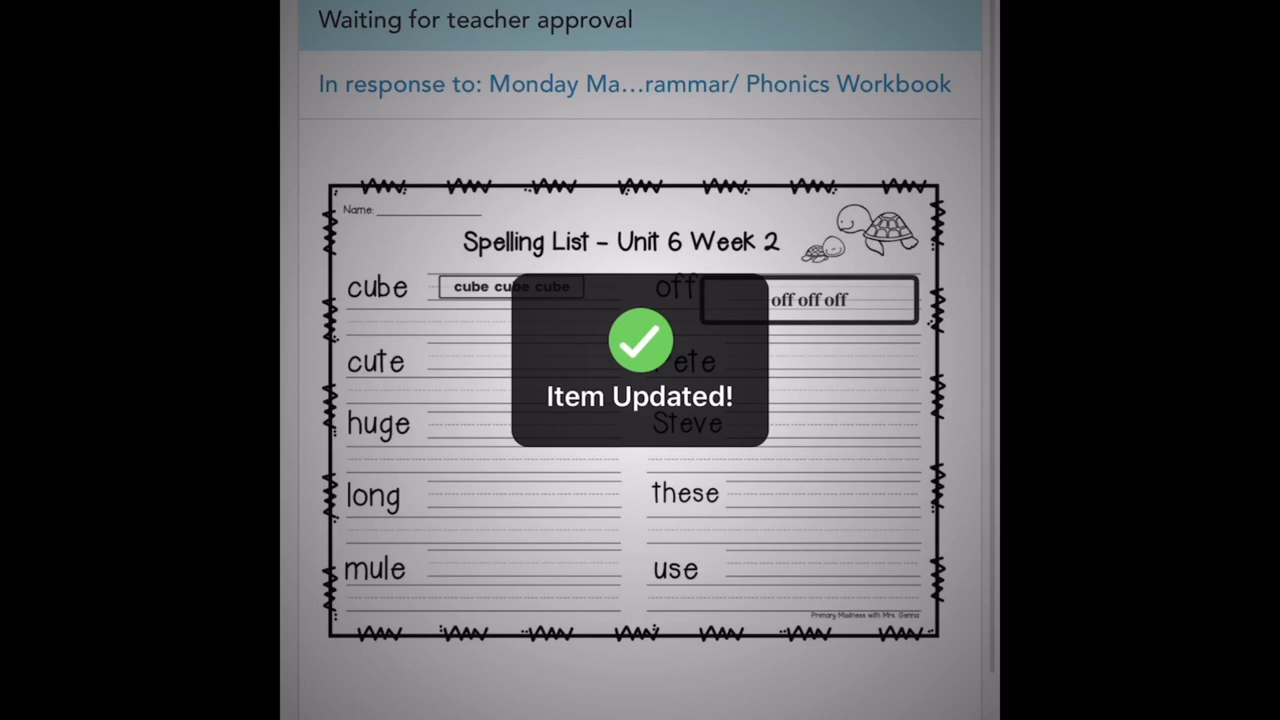 Waiting for teacher approval
In response to: Monday Ma...rammar/ Phonics Workbook
Name:
Spelling List – Unit 6 Week 2
cube cube cube cube
off off off off
cute
Pete
Item Updated!
huge
Steve
long
these
mule
use
Primary Madness with Mrs. Genna